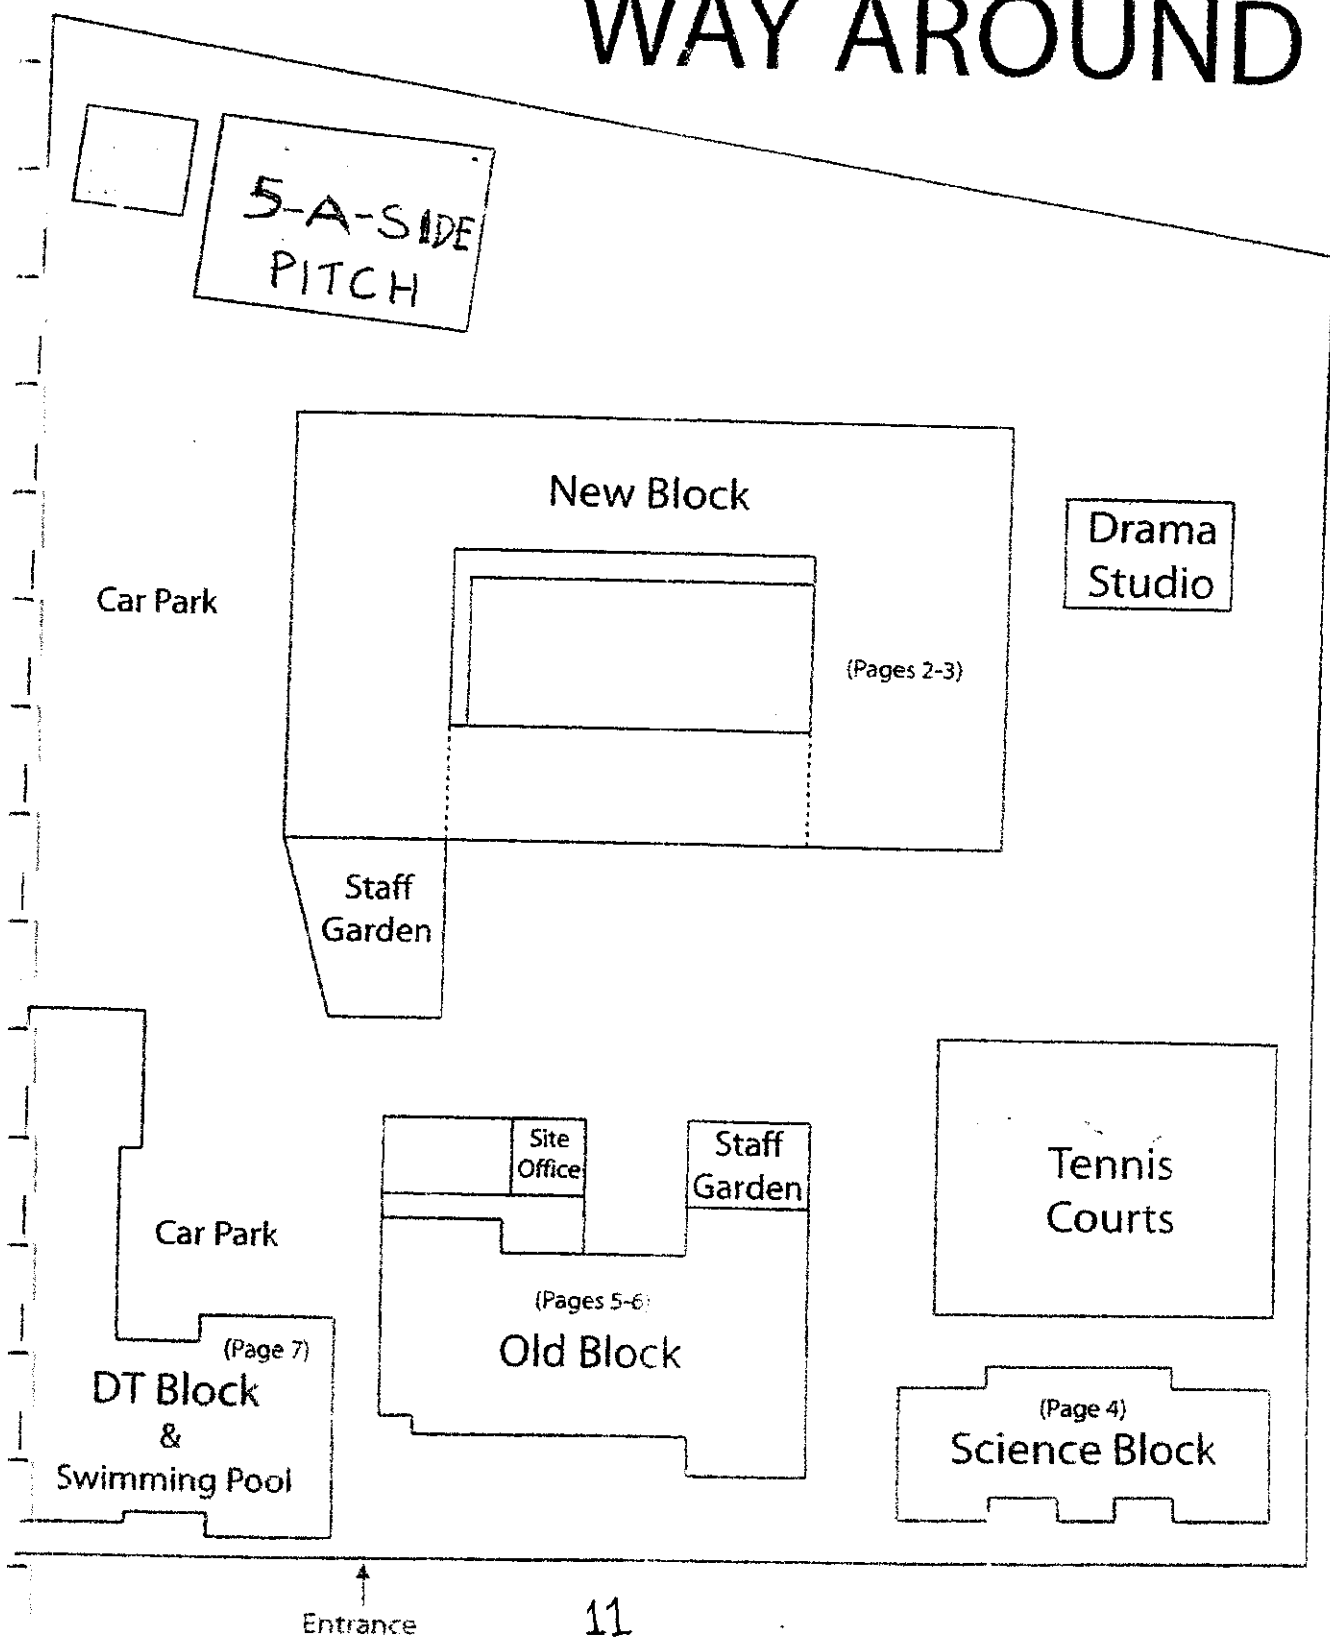 WAY AROUND
5-A-SIDE
PITCH
New Block
Drama
Studio
Car Park
(Pages 2-3)
Staff
Garden
Site
Office
Staff
Garden
Tennis
Courts
Car Park
(Pages 5-6)
Old Block
(Page 7)
DT Block
&
Swimming Pool
(Page 4)
Science Block
Entrance
11